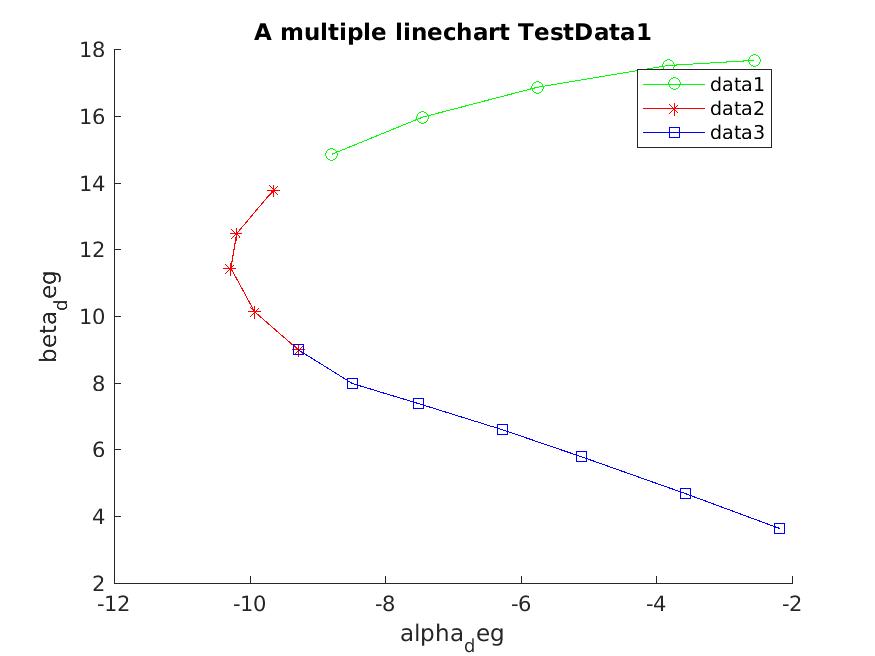 A multiple linechart TestData1
18
16
14
12
10
8
6
4
2
beta_deg
data1
data2
data3
-12 -10 -8 -6 -4 -2
alpha_deg